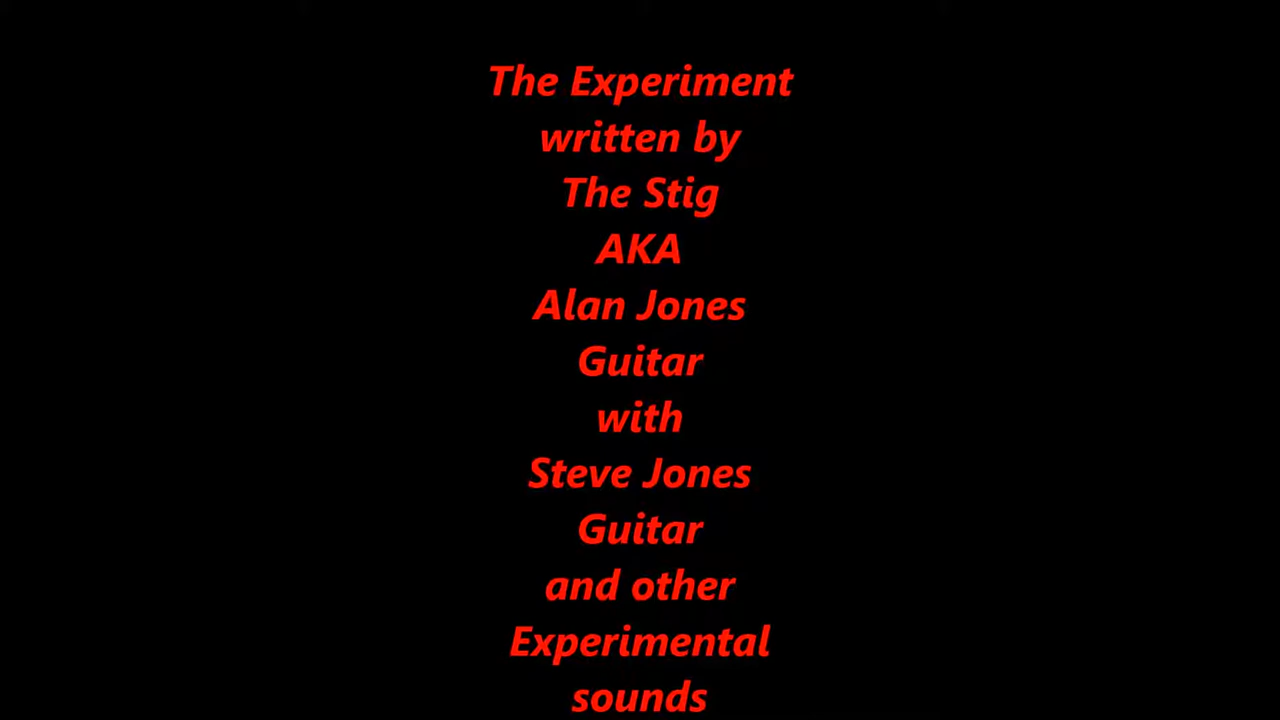 The Experiment
written by
The Stig
AKA
Alan Jones
Guitar
with
Steve Jones
Guitar
and other
Experimental
sounds